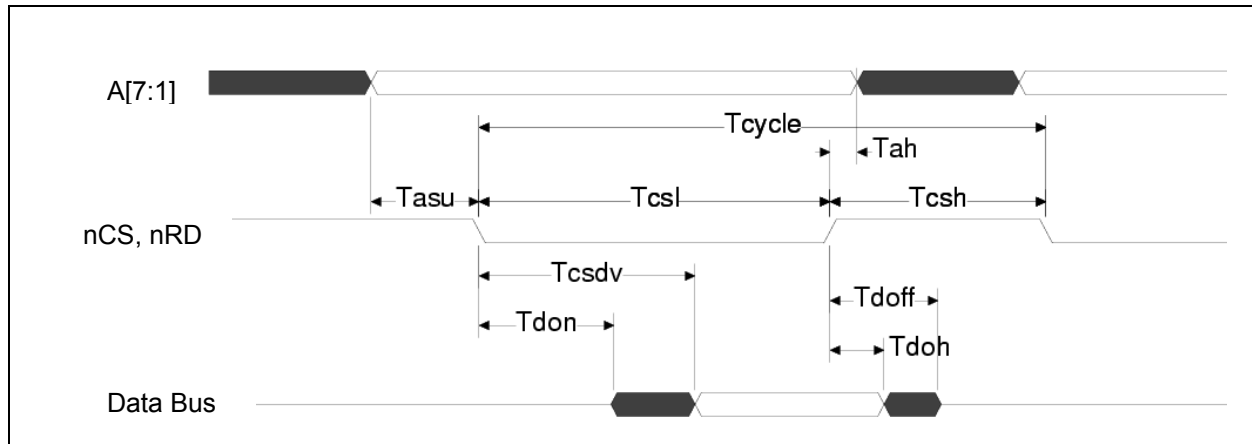 A[7:1]
Tcycle
Tah
Tasu
Tcsl
Tcsh
nCS, nRD
Tcsdv
Tdoff
Tdon
Tdoh
Data Bus